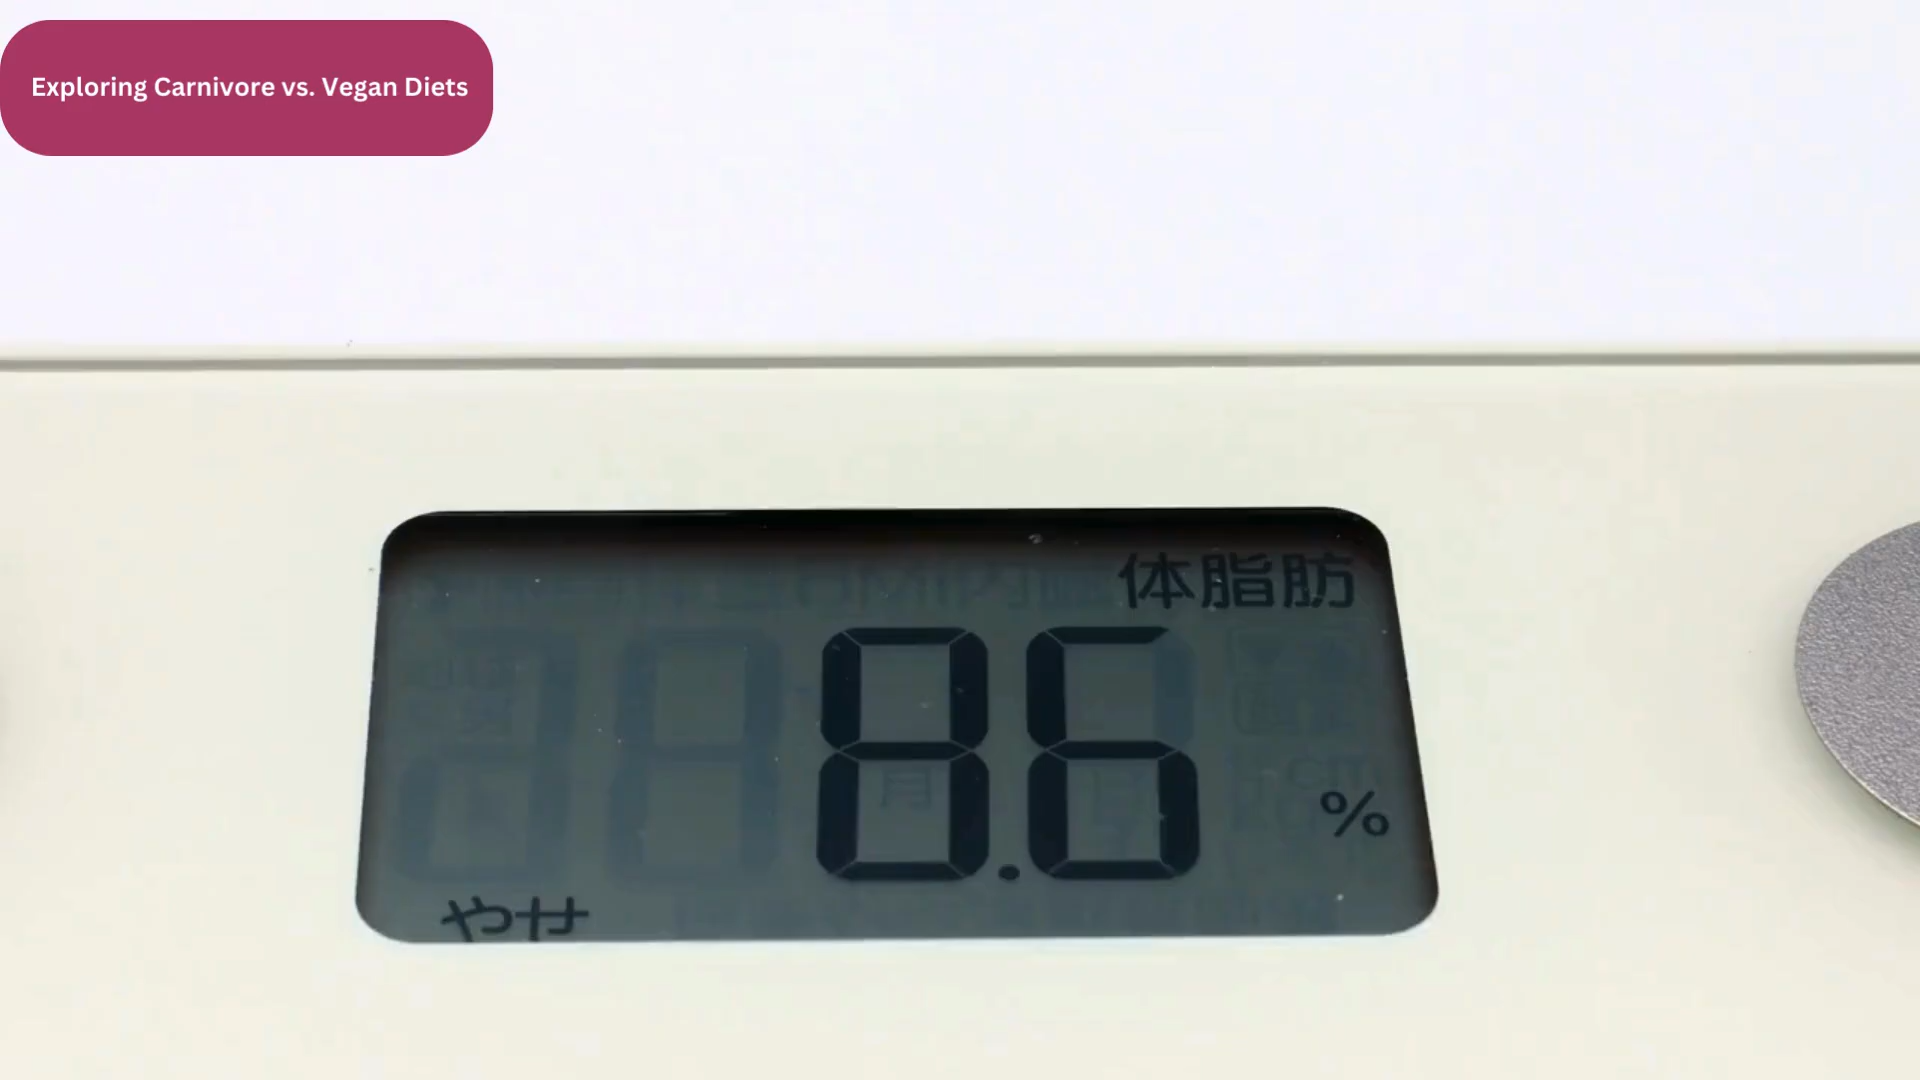 Exploring Carnivore vs. Vegan Diets
体脂肪
8.6
%
やせ